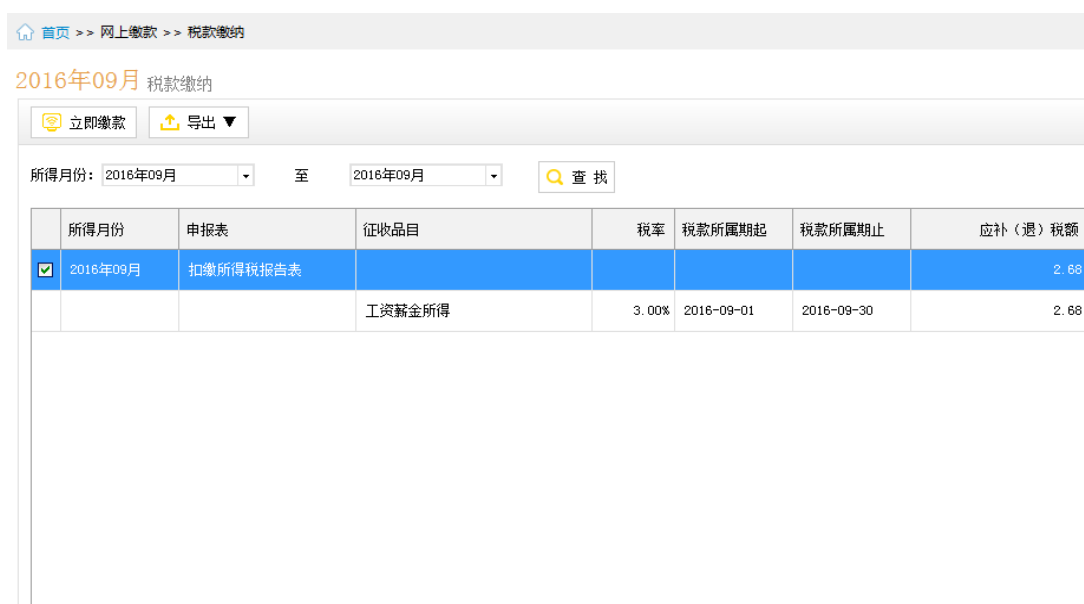 首页 >> 网上缴款 >> 税款缴纳
2016年09月 税款缴纳
立即缴款 导出 ▼
所得月份: 2016年09月 至 2016年09月 查 找
所得月份 申报表 征收品目 税率 税款所属期起 税款所属期止 应补（退）税额
2016年09月 扣缴所得税报告表 2.68
工资薪金所得 3.00% 2016-09-01 2016-09-30 2.68